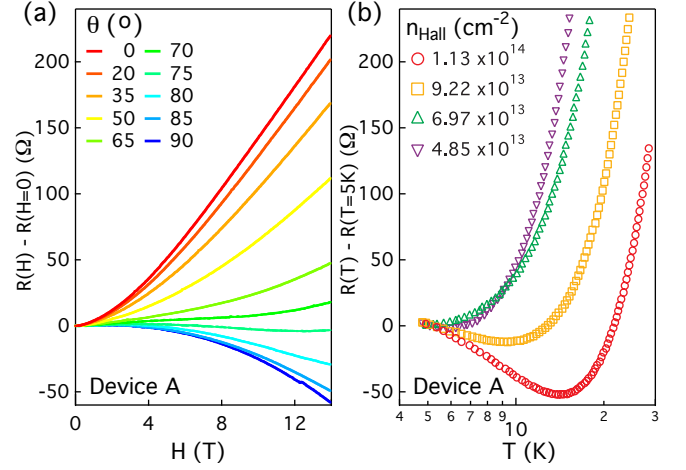 (a)
θ (o)
0 70
20 75
35 80
50 85
65 90
200
150
100
50
0
-50
R(H) - R(H=0) (Ω)
Device A
0 4 8 12
H (T)
(b)
nHall (cm-2)
1.13 x10^14
9.22 x10^13
6.97 x10^13
4.85 x10^13
200
150
100
50
0
-50
R(T) - R(T=5K) (Ω)
Device A
4 5 6 7 8 9 10 2 3
T (K)